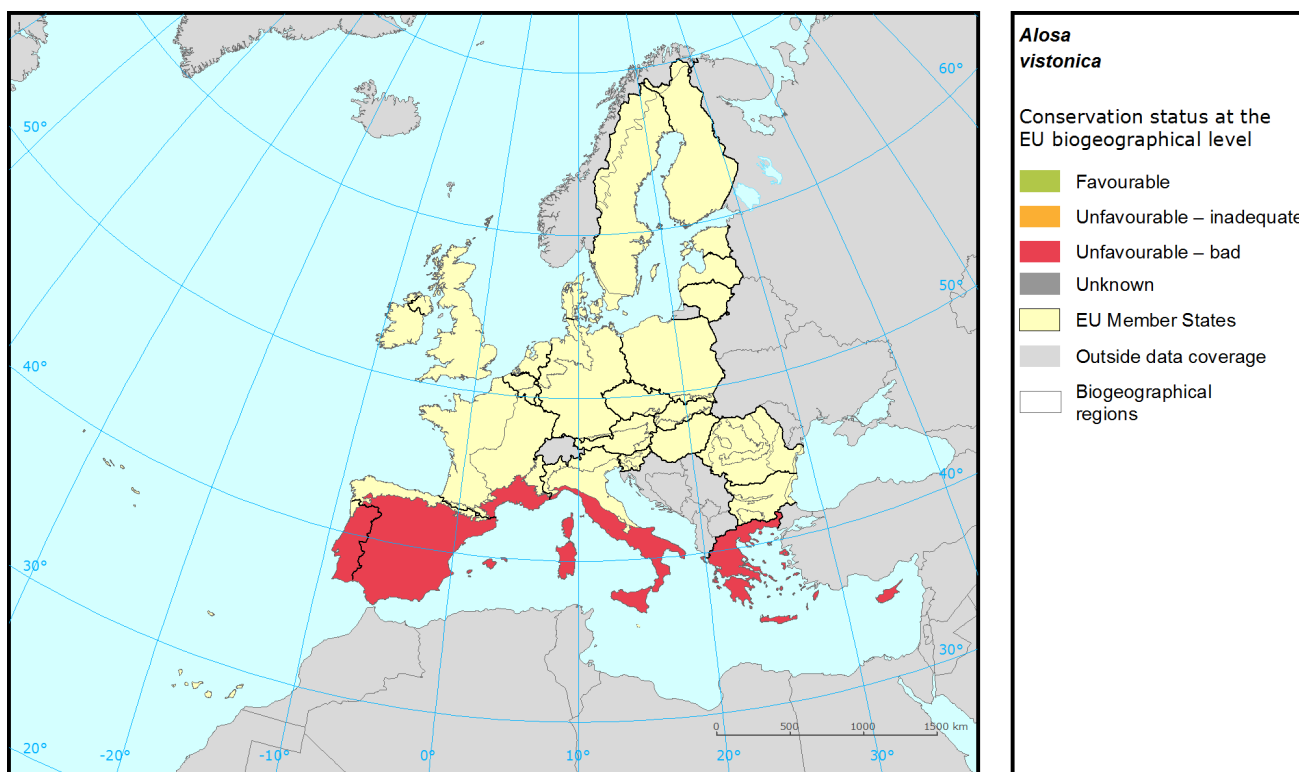 60°
50°
50°
40°
40°
30°
30°
20°
-20°
-10°
0°
10°
20°
30°
0 500 1000 1500 km
Alosa
vistonica
Conservation status at the
EU biogeographical level
Favourable
Unfavourable – inadequate
Unfavourable – bad
Unknown
EU Member States
Outside data coverage
Biogeographical
regions